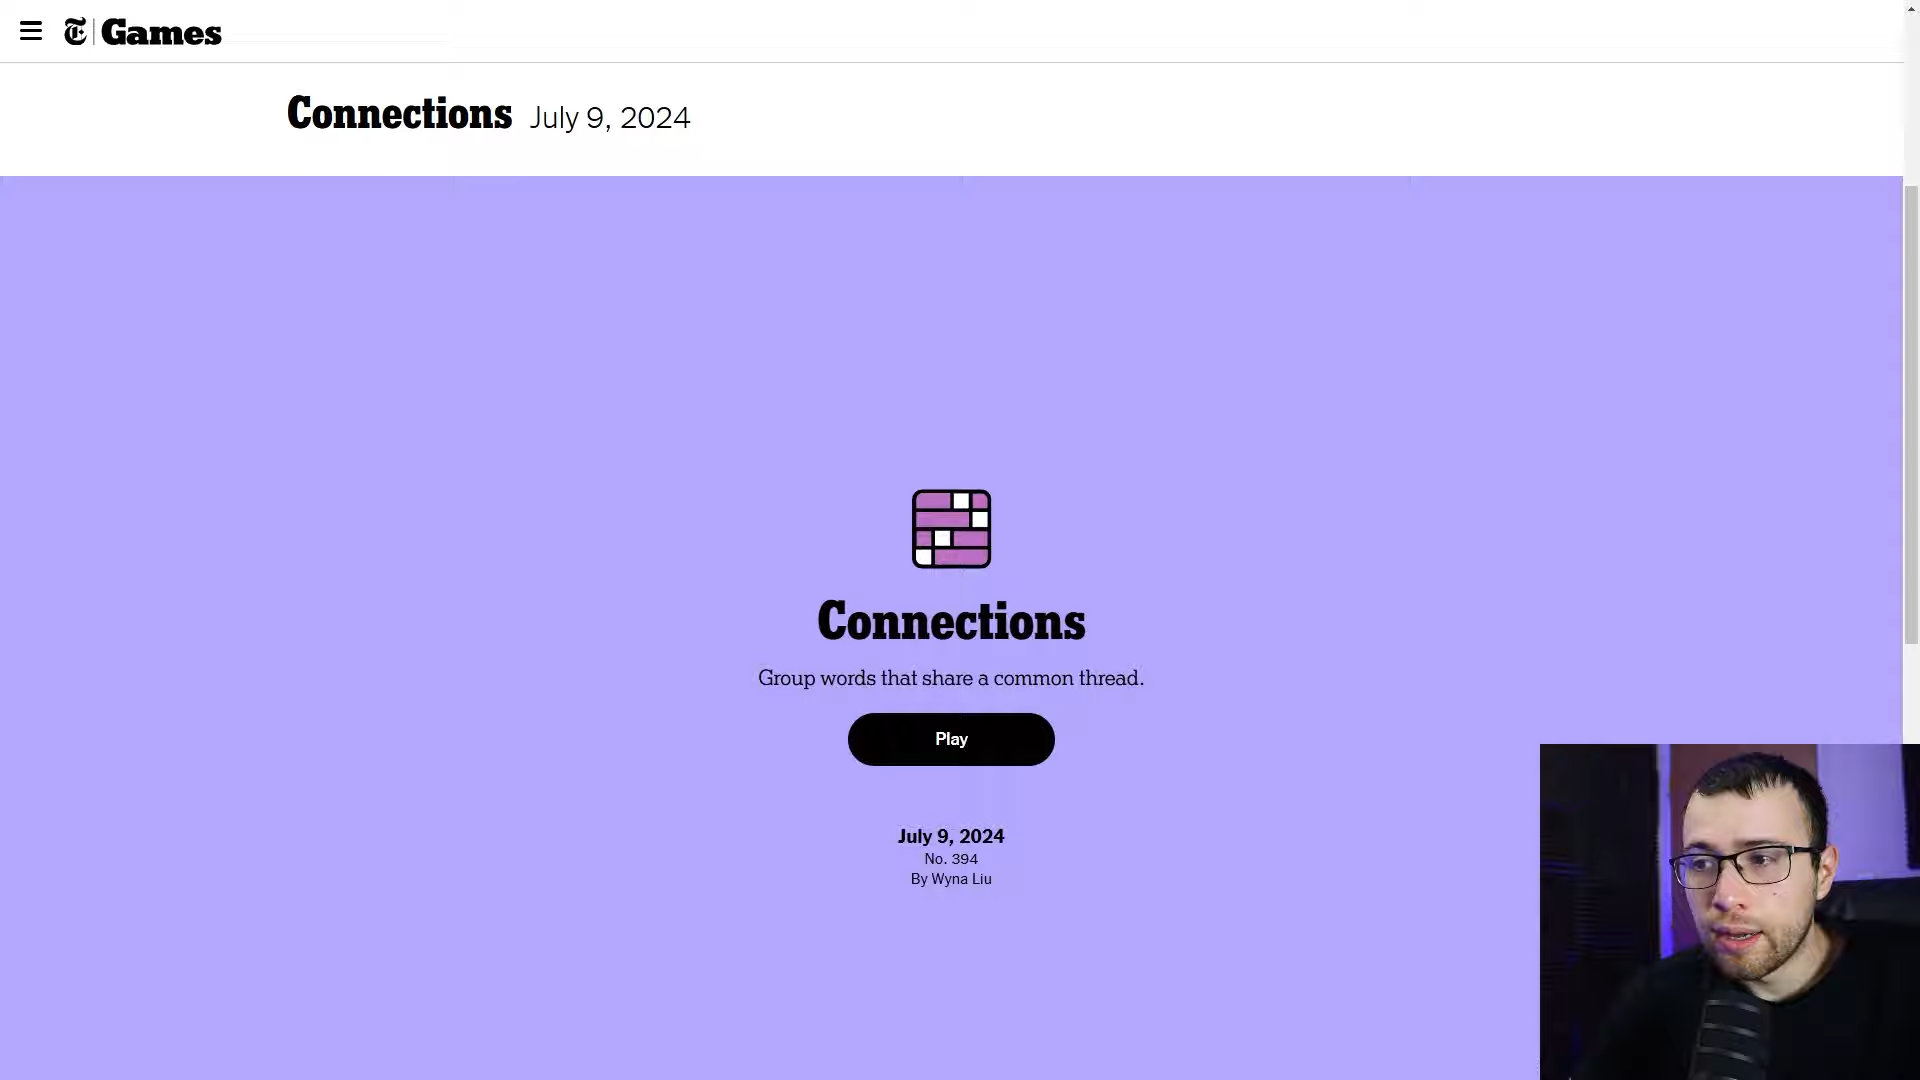 T Games
Connections July 9, 2024
Connections
Group words that share a common thread.
Play
July 9, 2024
No. 394
By Wyna Liu